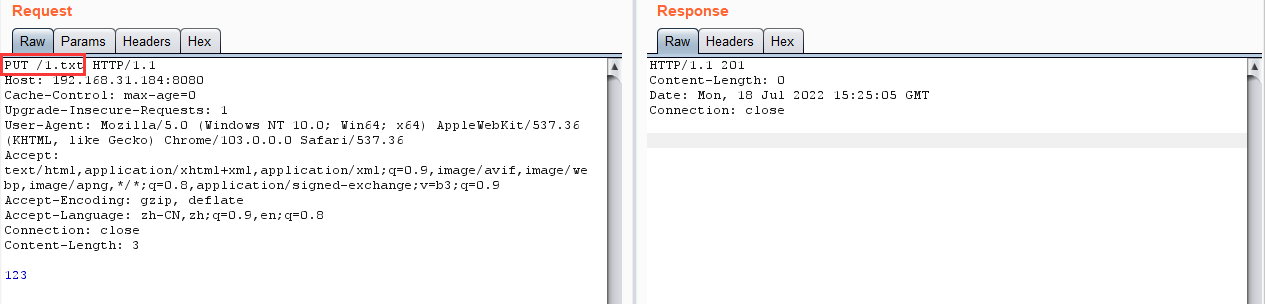 Request
Raw Params Headers Hex
PUT /1.txt HTTP/1.1
Host: 192.168.31.184:8080
Cache-Control: max-age=0
Upgrade-Insecure-Requests: 1
User-Agent: Mozilla/5.0 (Windows NT 10.0; Win64; x64) AppleWebKit/537.36
(KHTML, like Gecko) Chrome/103.0.0.0 Safari/537.36
Accept:
text/html,application/xhtml+xml,application/xml;q=0.9,image/avif,image/we
bp,image/apng,*/*;q=0.8,application/signed-exchange;v=b3;q=0.9
Accept-Encoding: gzip, deflate
Accept-Language: zh-CN,zh;q=0.9,en;q=0.8
Connection: close
Content-Length: 3

123
Response
Raw Headers Hex
HTTP/1.1 201
Content-Length: 0
Date: Mon, 18 Jul 2022 15:25:05 GMT
Connection: close